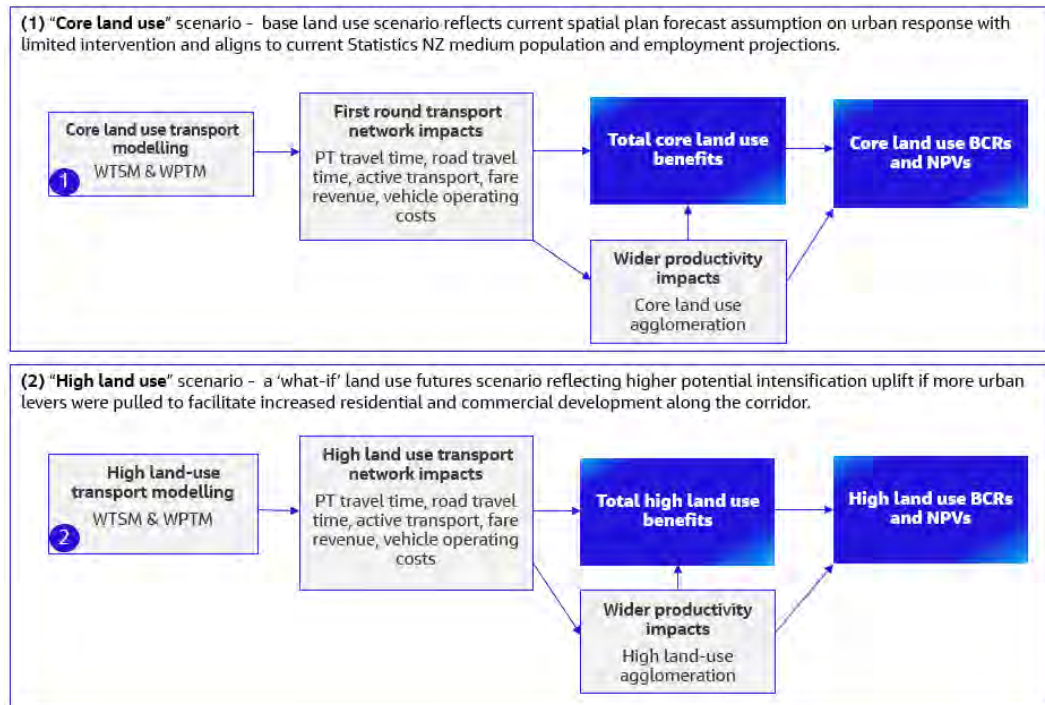 (1) “Core land use” scenario - base land use scenario reflects current spatial plan forecast assumption on urban response with
limited intervention and aligns to current Statistics NZ medium population and employment projections.
Core land use transport
modelling
WTSM & WPTM
1
First round transport
network impacts
PT travel time, road travel
time, active transport, fare
revenue, vehicle operating
costs
Total core land use
benefits
Core land use BCRs
and NPVs
Wider productivity
impacts
Core land use
agglomeration
(2) “High land use” scenario - a ‘what-if’ land use futures scenario reflecting higher potential intensification uplift if more urban
levers were pulled to facilitate increased residential and commercial development along the corridor.
High land-use
transport modelling
WTSM & WPTM
2
High land use transport
network impacts
PT travel time, road travel
time, active transport, fare
revenue, vehicle operating
costs
Total high land use
benefits
High land use BCRs
and NPVs
Wider productivity
impacts
High land-use
agglomeration